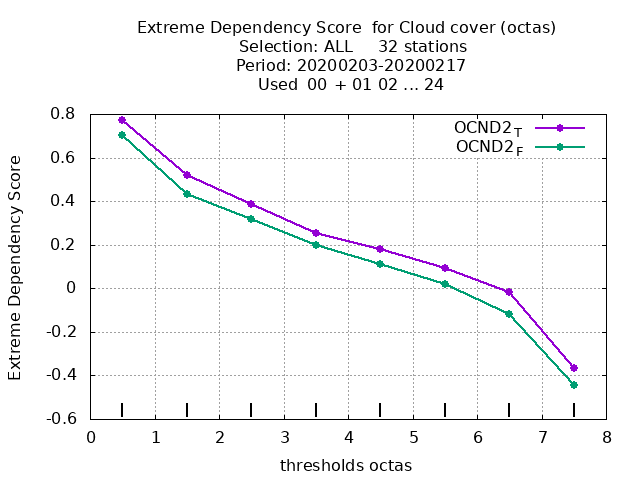 Extreme Dependency Score  for Cloud cover (octas)
Selection: ALL     32 stations
Period: 20200203-20200217
Used  00  + 01 02 ... 24
OCND2T
OCND2F
Extreme Dependency Score
0.8
0.6
0.4
0.2
0
-0.2
-0.4
-0.6
0 1 2 3 4 5 6 7 8
thresholds octas